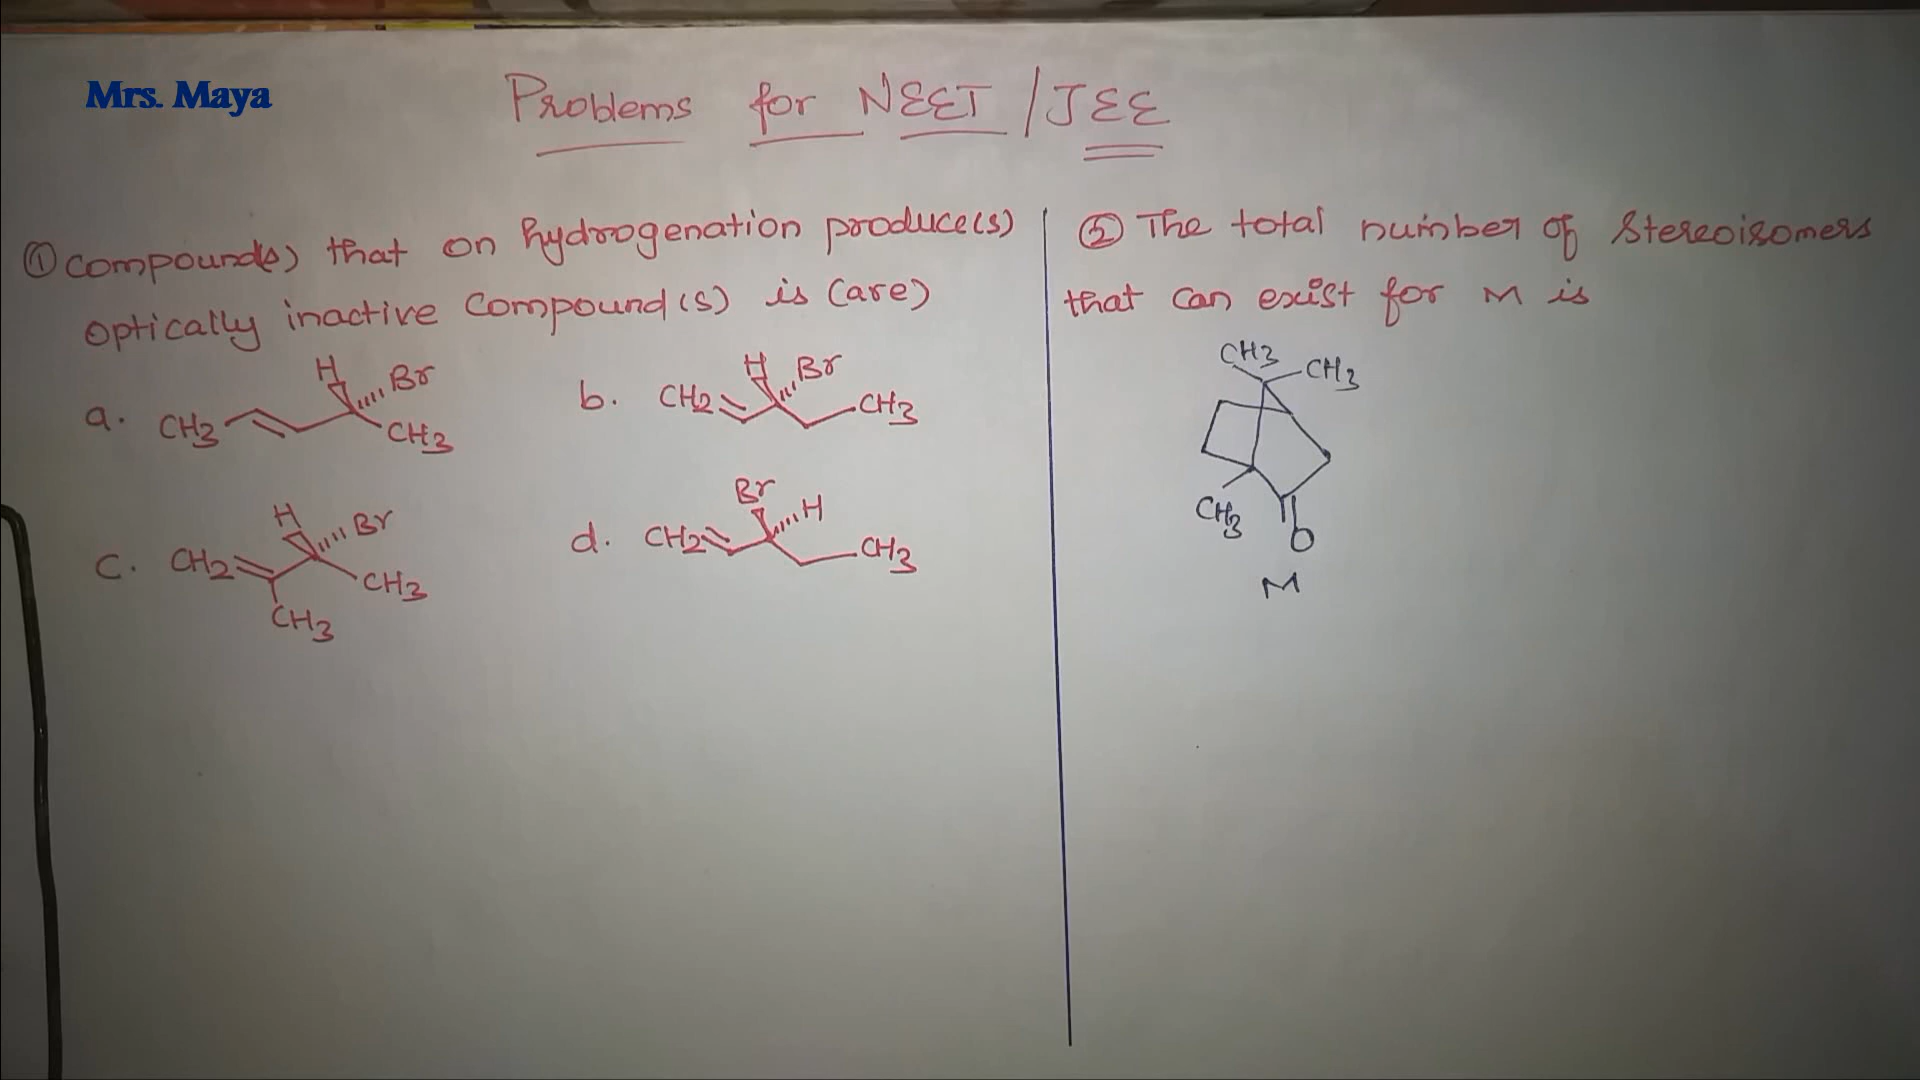 Mrs. Maya
Problems for NEET / JEE
① Compound(s) that on hydrogenation produce(s)
optically inactive Compound(s) is (are)
a. CH3 H Br CH3
b. CH2 H Br CH3
c. CH2 H Br CH3 CH3
d. CH2 Br H CH3
② The total number of Stereoisomers
that can exist for M is
CH3 CH3
CH3 O
M